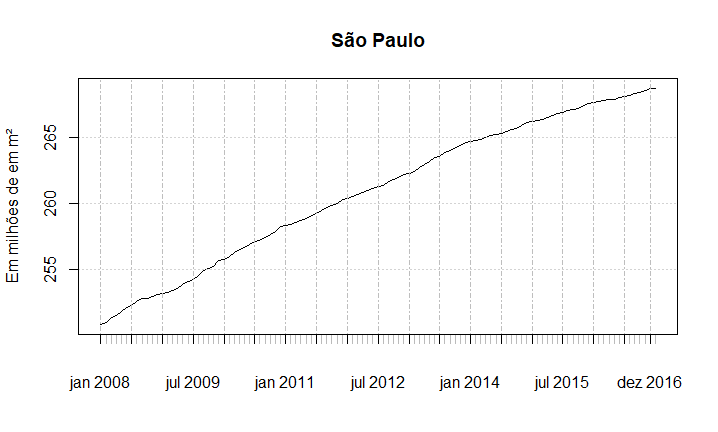 São Paulo
Em milhões de em m²
265
260
255
jan 2008 jul 2009 jan 2011 jul 2012 jan 2014 jul 2015 dez 2016